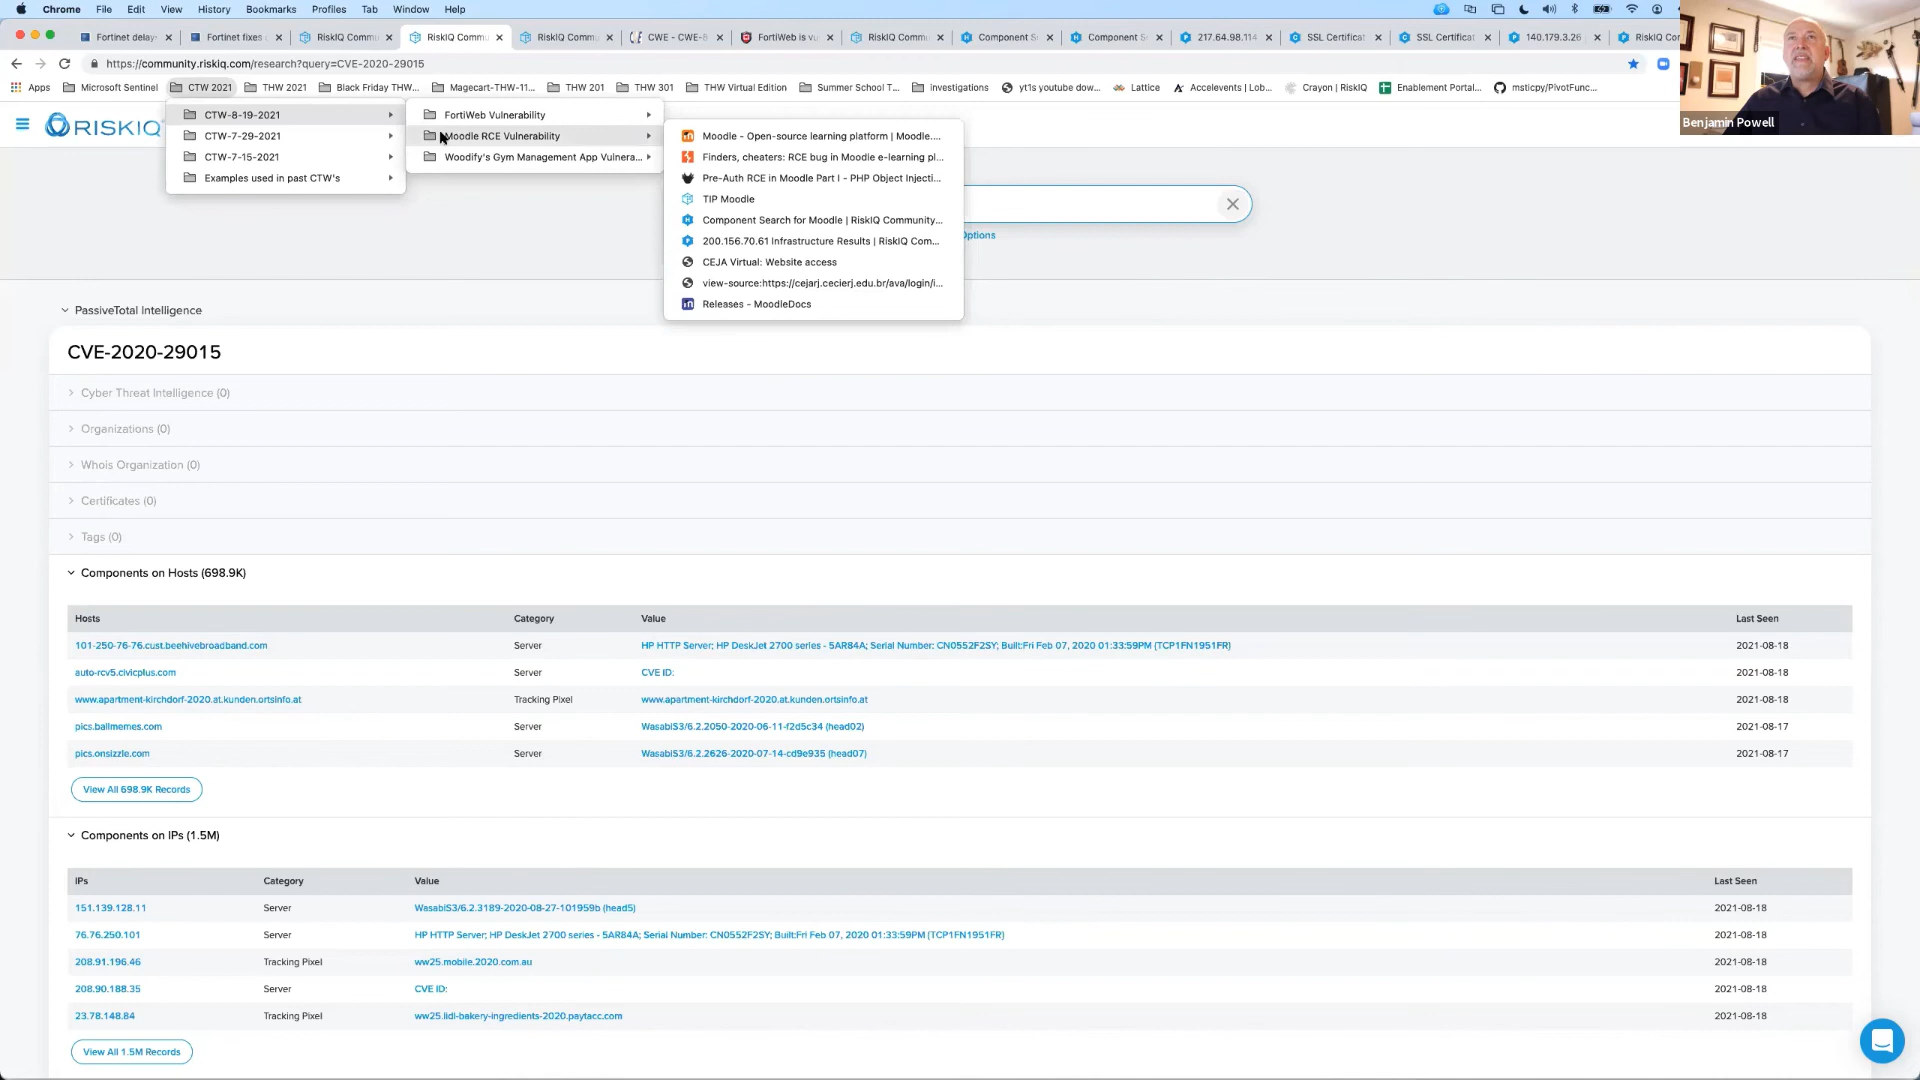 Chrome File Edit View History Bookmarks Profiles Tab Window Help
Fortinet delay
Fortinet fixes
RiskIQ Commu
RiskIQ Commu
RiskIQ Commu
CWE - CWE-
FortiWeb is vu
RiskIQ Commu
Component S
Component S
217.64.98.114
SSL Certificat
SSL Certificat
140.179.3.26
RiskIQ Com
https://community.riskiq.com/research?query=CVE-2020-29015
Apps
Microsoft Sentinel
CTW 2021
THW 2021
Black Friday THW...
Magecart-THW-11...
THW 201
THW 301
THW Virtual Edition
Summer School T...
Investigations
yt1s youtube dow...
Lattice
Accelevents | Lob...
Crayon | RiskIQ
Enablement Portal...
msticpy/PivotFunc...
Benjamin Powell
RISKIQ
CTW-8-19-2021
CTW-7-29-2021
CTW-7-15-2021
Examples used in past CTW's
FortiWeb Vulnerability
Moodle RCE Vulnerability
Woodify's Gym Management App Vulnera...
Moodle - Open-source learning platform | Moodle....
Finders, cheaters: RCE bug in Moodle e-learning pl...
Pre-Auth RCE in Moodle Part I - PHP Object Injecti...
TIP Moodle
Component Search for Moodle | RiskIQ Community...
200.156.70.61 Infrastructure Results | RiskIQ Com...
CEJA Virtual: Website access
view-source:https://cejarj.cecierj.edu.br/ava/login/i...
Releases - MoodleDocs
Options
PassiveTotal Intelligence
CVE-2020-29015
Cyber Threat Intelligence (0)
Organizations (0)
Whois Organization (0)
Certificates (0)
Tags (0)
Components on Hosts (698.9K)
Hosts Category Value Last Seen
101-250-76-76.cust.beehivebroadband.com Server HP HTTP Server; HP DeskJet 2700 series - 5AR84A; Serial Number: CN0552F2SY; Built:Fri Feb 07, 2020 01:33:59PM {TCP1FN1951FR} 2021-08-18
auto-rcv5.civicplus.com Server CVE ID: 2021-08-18
www.apartment-kirchdorf-2020.at.kunden.ortsinfo.at Tracking Pixel www.apartment-kirchdorf-2020.at.kunden.ortsinfo.at 2021-08-18
pics.ballmemes.com Server WasabiS3/6.2.2050-2020-06-11-f2d5c34 (head02) 2021-08-17
pics.onsizzle.com Server WasabiS3/6.2.2626-2020-07-14-cd9e935 (head07) 2021-08-17
View All 698.9K Records
Components on IPs (1.5M)
IPs Category Value Last Seen
151.139.128.11 Server WasabiS3/6.2.3189-2020-08-27-101959b (head5) 2021-08-18
76.76.250.101 Server HP HTTP Server; HP DeskJet 2700 series - 5AR84A; Serial Number: CN0552F2SY; Built:Fri Feb 07, 2020 01:33:59PM {TCP1FN1951FR} 2021-08-18
208.91.196.46 Tracking Pixel ww25.mobile.2020.com.au 2021-08-18
208.90.188.35 Server CVE ID: 2021-08-18
23.78.148.84 Tracking Pixel ww25.lidl-bakery-ingredients-2020.paytacc.com 2021-08-18
View All 1.5M Records